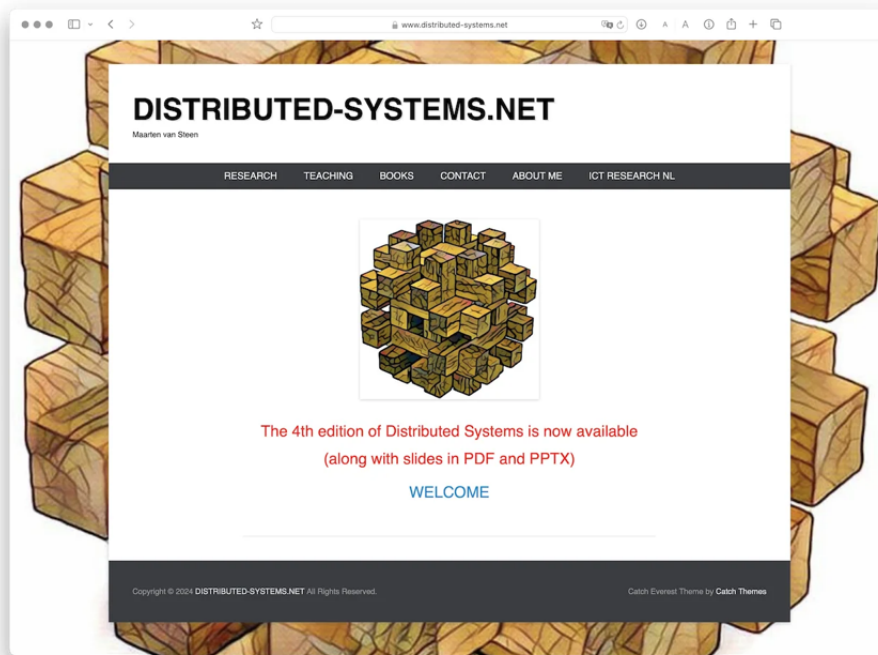 www.distributed-systems.net
A A
DISTRIBUTED-SYSTEMS.NET
Maarten van Steen
RESEARCH TEACHING BOOKS CONTACT ABOUT ME ICT RESEARCH NL
The 4th edition of Distributed Systems is now available
(along with slides in PDF and PPTX)
WELCOME
Copyright © 2024 DISTRIBUTED-SYSTEMS.NET All Rights Reserved. Catch Everest Theme by Catch Themes